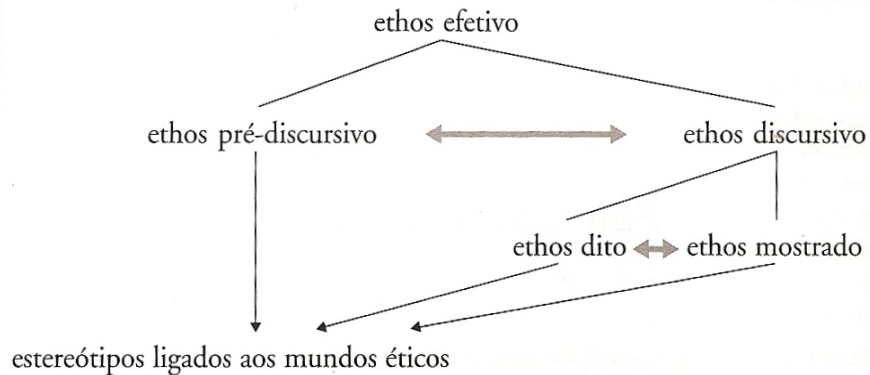 ethos efetivo
ethos pré-discursivo
ethos discursivo
ethos dito
ethos mostrado
estereótipos ligados aos mundos éticos